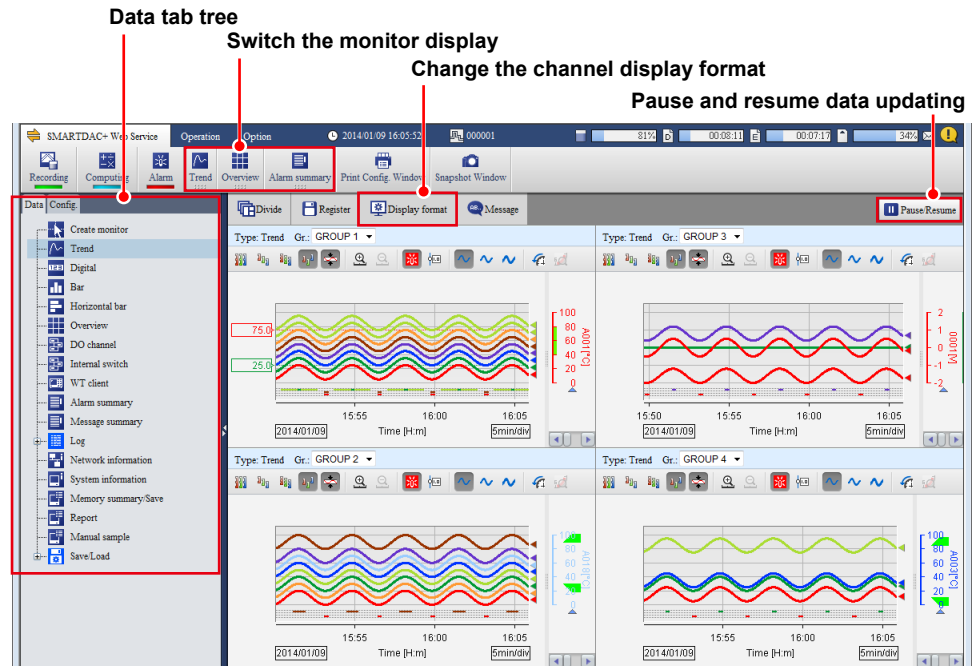 Data tab tree
Switch the monitor display
Change the channel display format
Pause and resume data updating
SMARTDAC+ Web Service Operation Option 2014/01/09 16:05:52 000001 81% D 00:08:11 E 00:07:17 34%
Recording Computing Alarm Trend Overview Alarm summary Print Config. Window Snapshot Window
Data Config.
Divide Register Display format Message Pause/Resume
Create monitor
Trend
Digital
Bar
Horizontal bar
Overview
DO channel
Internal switch
WT client
Alarm summary
Message summary
Log
Network information
System information
Memory summary/Save
Report
Manual sample
Save/Load
Type: Trend Gr.: GROUP 1
75.0
25.0
100
80
60
40
20
0
A001[°C]
15:55 16:00 16:05
2014/01/09 Time [H:m] 5min/div
Type: Trend Gr.: GROUP 3
2
1
0
-1
-2
15:50 15:55 16:00 16:05
2014/01/09 Time [H:m] 5min/div
Type: Trend Gr.: GROUP 2
100
80
60
40
20
0
A018[°C]
15:55 16:00 16:05
2014/01/09 Time [H:m] 5min/div
Type: Trend Gr.: GROUP 4
100
80
60
40
20
0
A003[°C]
15:55 16:00 16:05
2014/01/09 Time [H:m] 5min/div